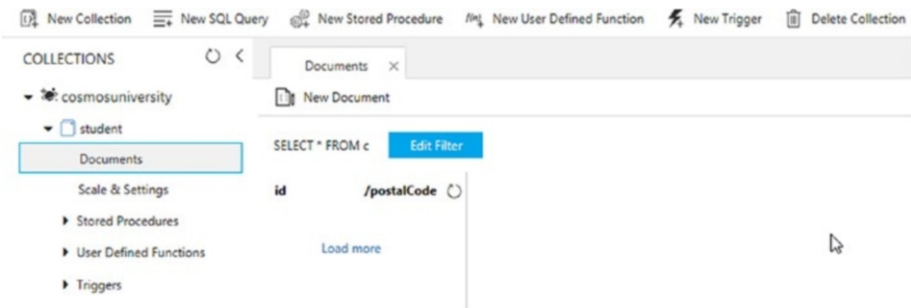 New Collection New SQL Query New Stored Procedure New User Defined Function New Trigger Delete Collection
COLLECTIONS
Documents
cosmosuniversity
New Document
student
SELECT * FROM c Edit Filter
Documents
Scale & Settings
id /postalCode
Stored Procedures
User Defined Functions
Load more
Triggers